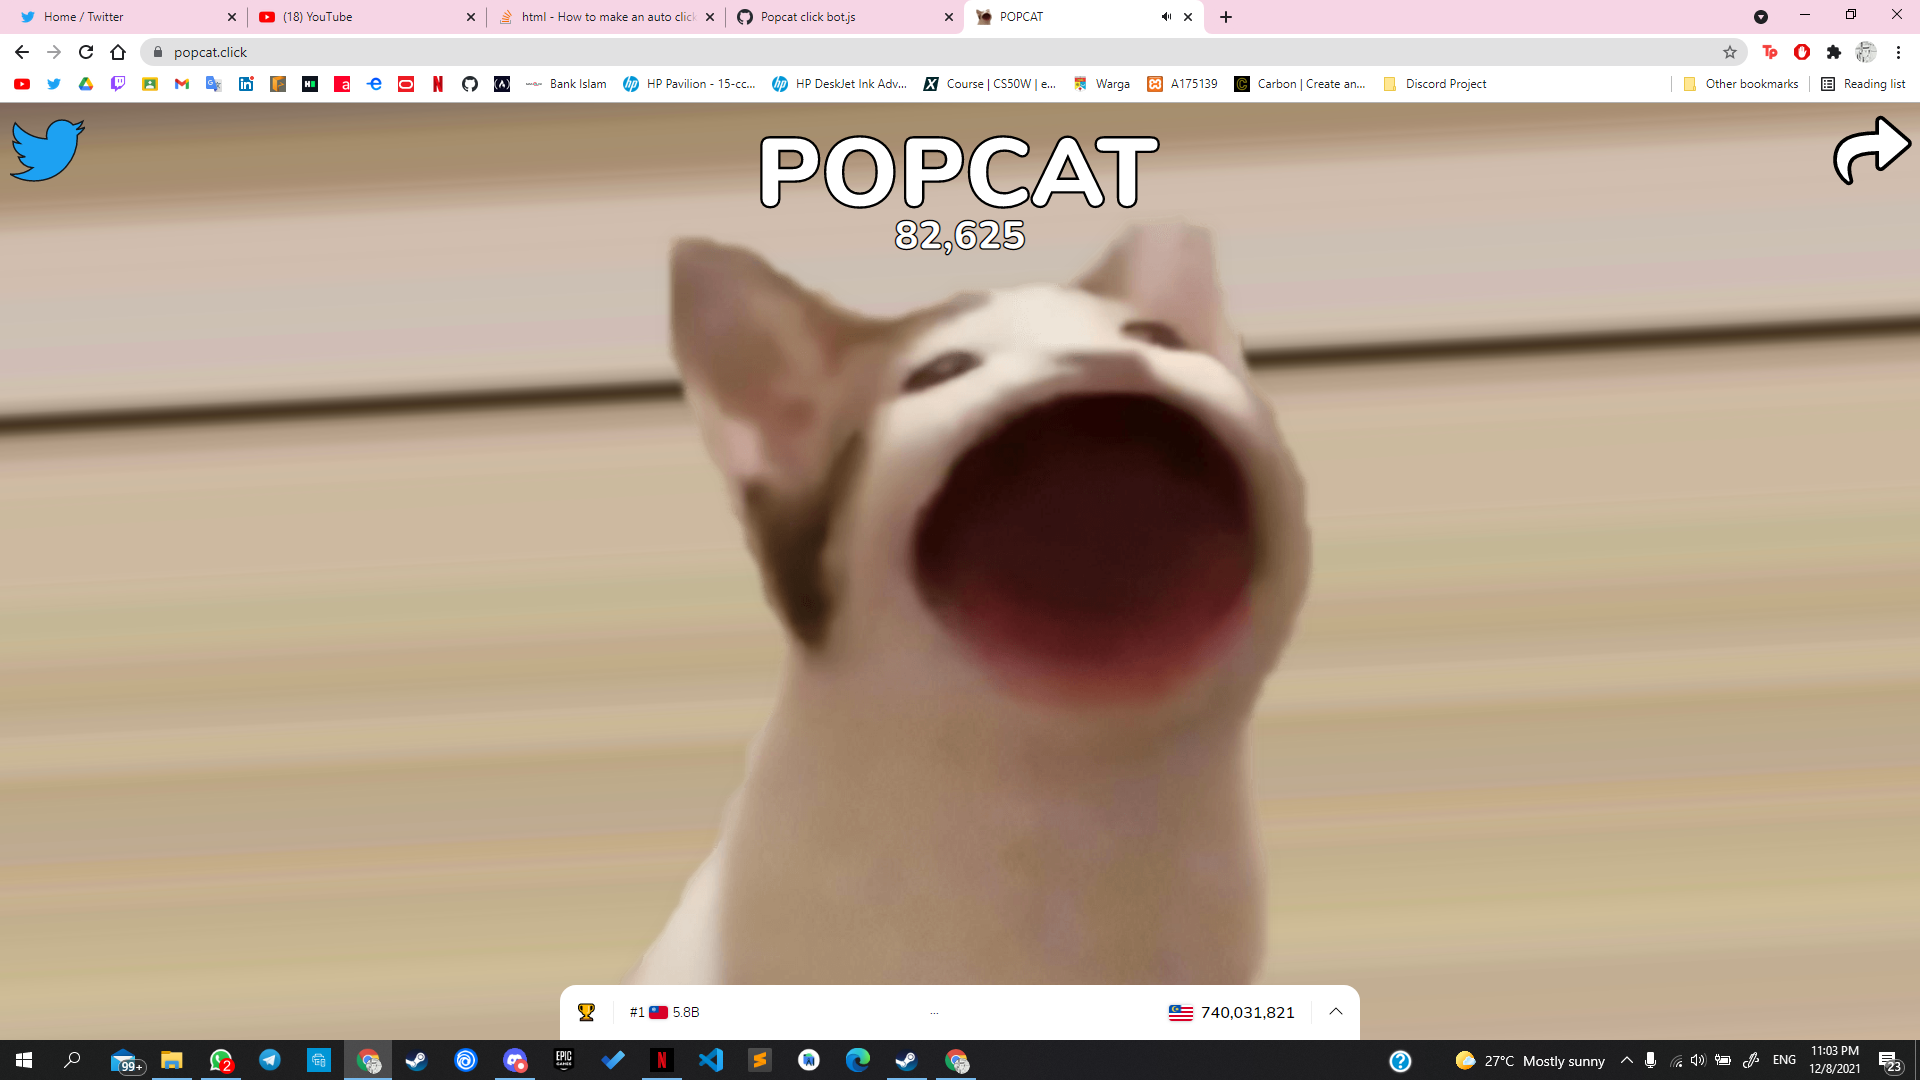 Home / Twitter
(18) YouTube
html - How to make an auto clic
Popcat click bot.js
POPCAT
popcat.click
Bank Islam
HP Pavilion - 15-cc...
HP DeskJet Ink Adv...
Course | CS50W | e...
Warga
A175139
Carbon | Create an...
Discord Project
Other bookmarks
Reading list
POPCAT
82,625
#1 5.8B
...
740,031,821
99+
2
EPIC GAMES
27°C Mostly sunny
ENG
11:03 PM
12/8/2021
23